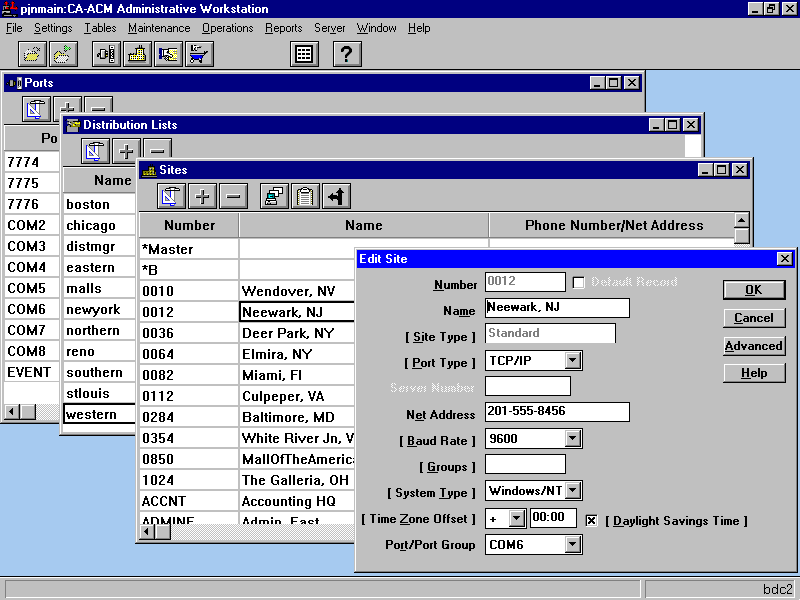 pjnmain:CA-ACM Administrative Workstation
File Settings Tables Maintenance Operations Reports Server Window Help
?
Ports
Po
7774
7775
7776
COM2
COM3
COM4
COM5
COM6
COM7
COM8
EVENT
Distribution Lists
Name
boston
chicago
distmgr
eastern
malls
newyork
northern
reno
southern
stlouis
western
Sites
Number Name Phone Number/Net Address
*Master
*B
0010 Wendover, NV
0012 Neewark, NJ
0036 Deer Park, NY
0064 Elmira, NY
0082 Miami, Fl
0112 Culpeper, VA
0284 Baltimore, MD
0354 White River Jn, V
0850 MallOfTheAmerica
1024 The Galleria, OH
ACCNT Accounting HQ
ADMINE Admin, East
Edit Site
Number 0012 Default Record
Name Neewark, NJ
[ Site Type ] Standard
[ Port Type ] TCP/IP
Server Number
Net Address 201-555-8456
[ Baud Rate ] 9600
[ Groups ]
[ System Type ] Windows/NT
[ Time Zone Offset ] + 00:00 [ Daylight Savings Time ]
Port/Port Group COM6
OK
Cancel
Advanced
Help
bdc2